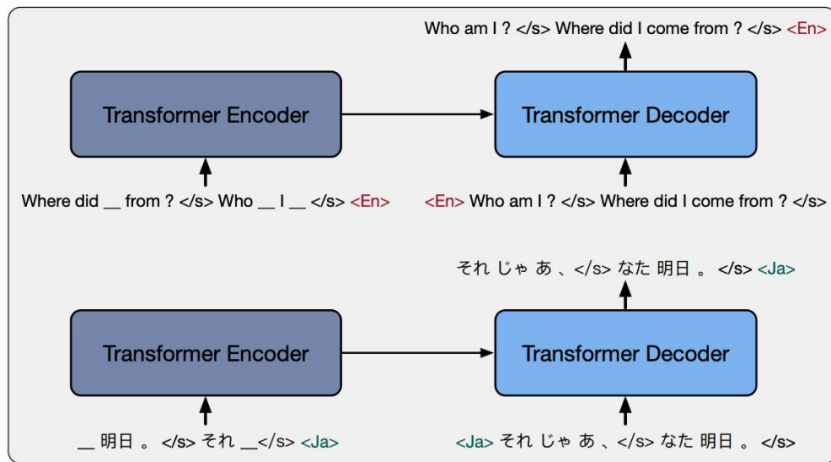 Who am I ? </s> Where did I come from ? </s> <En>
Transformer Encoder
Transformer Decoder
Where did __ from ? </s> Who __ I __ </s> <En>
<En> Who am I ? </s> Where did I come from ? </s>
それ じゃ あ 、</s> なた 明日 。 </s> <Ja>
Transformer Encoder
Transformer Decoder
__ 明日 。 </s> それ __</s> <Ja>
<Ja> それ じゃ あ 、</s> なた 明日 。 </s>